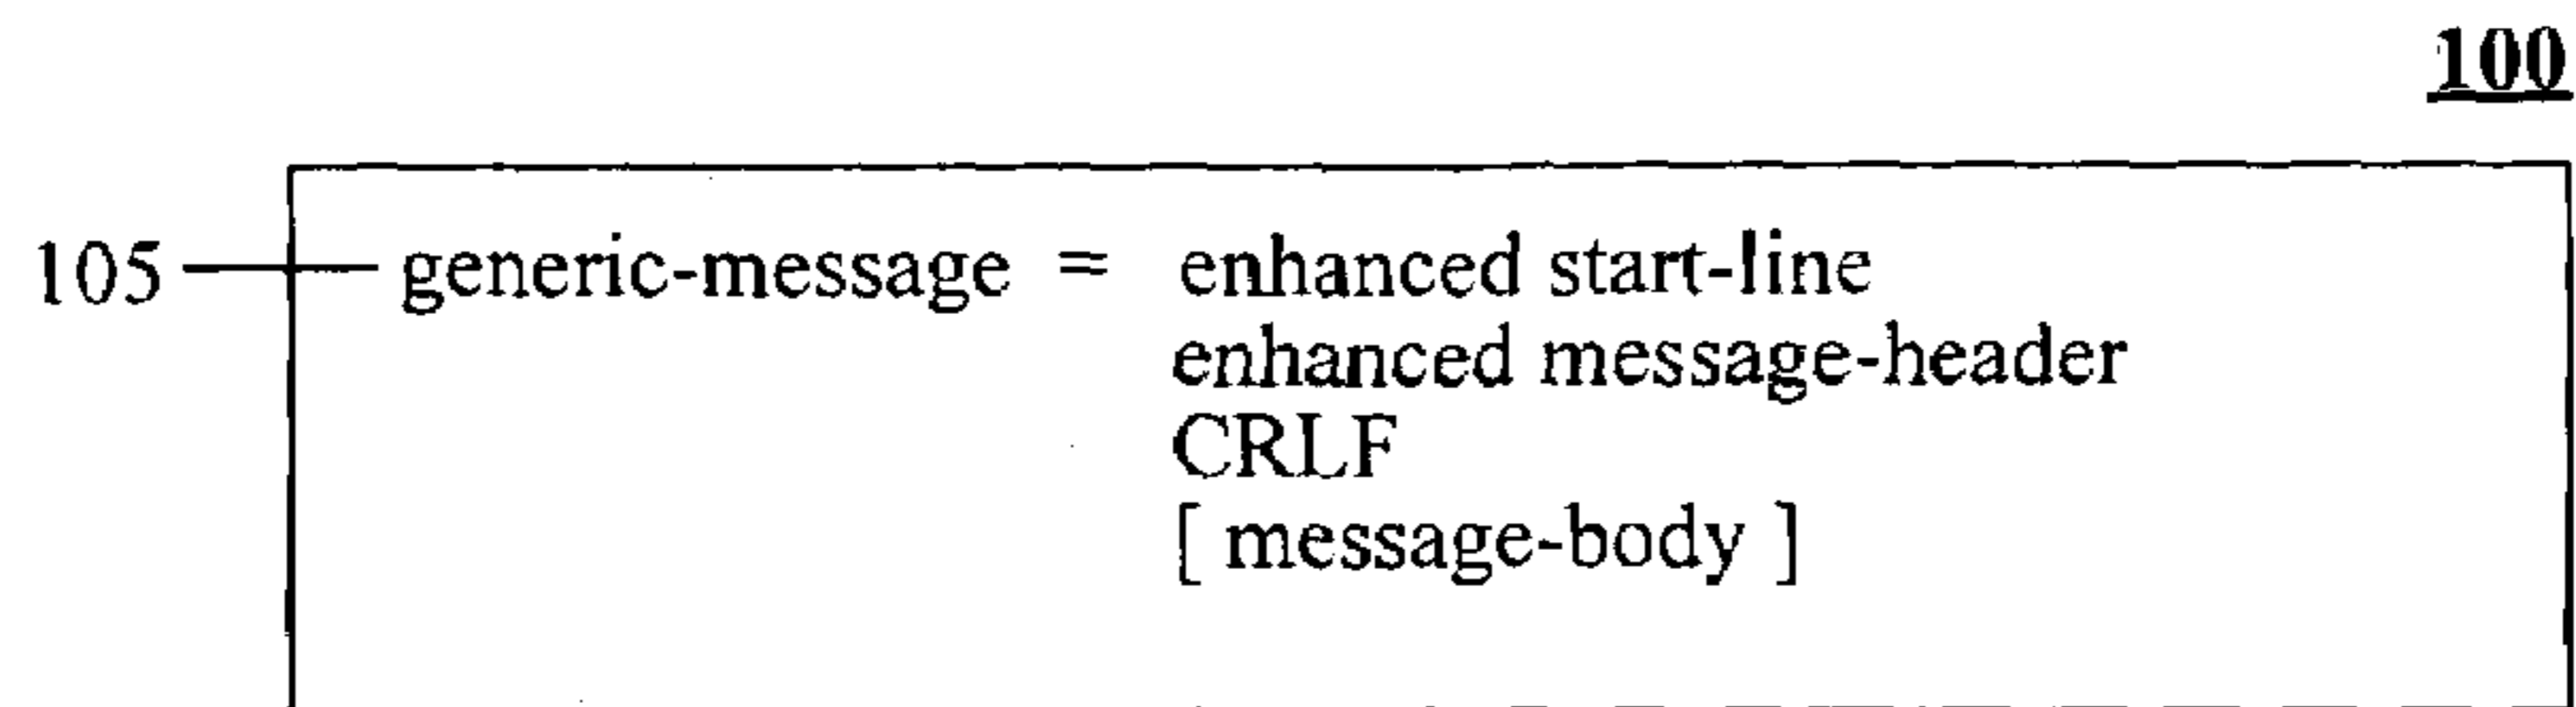 100
105 generic-message = enhanced start-line
enhanced message-header
CRLF
[ message-body ]